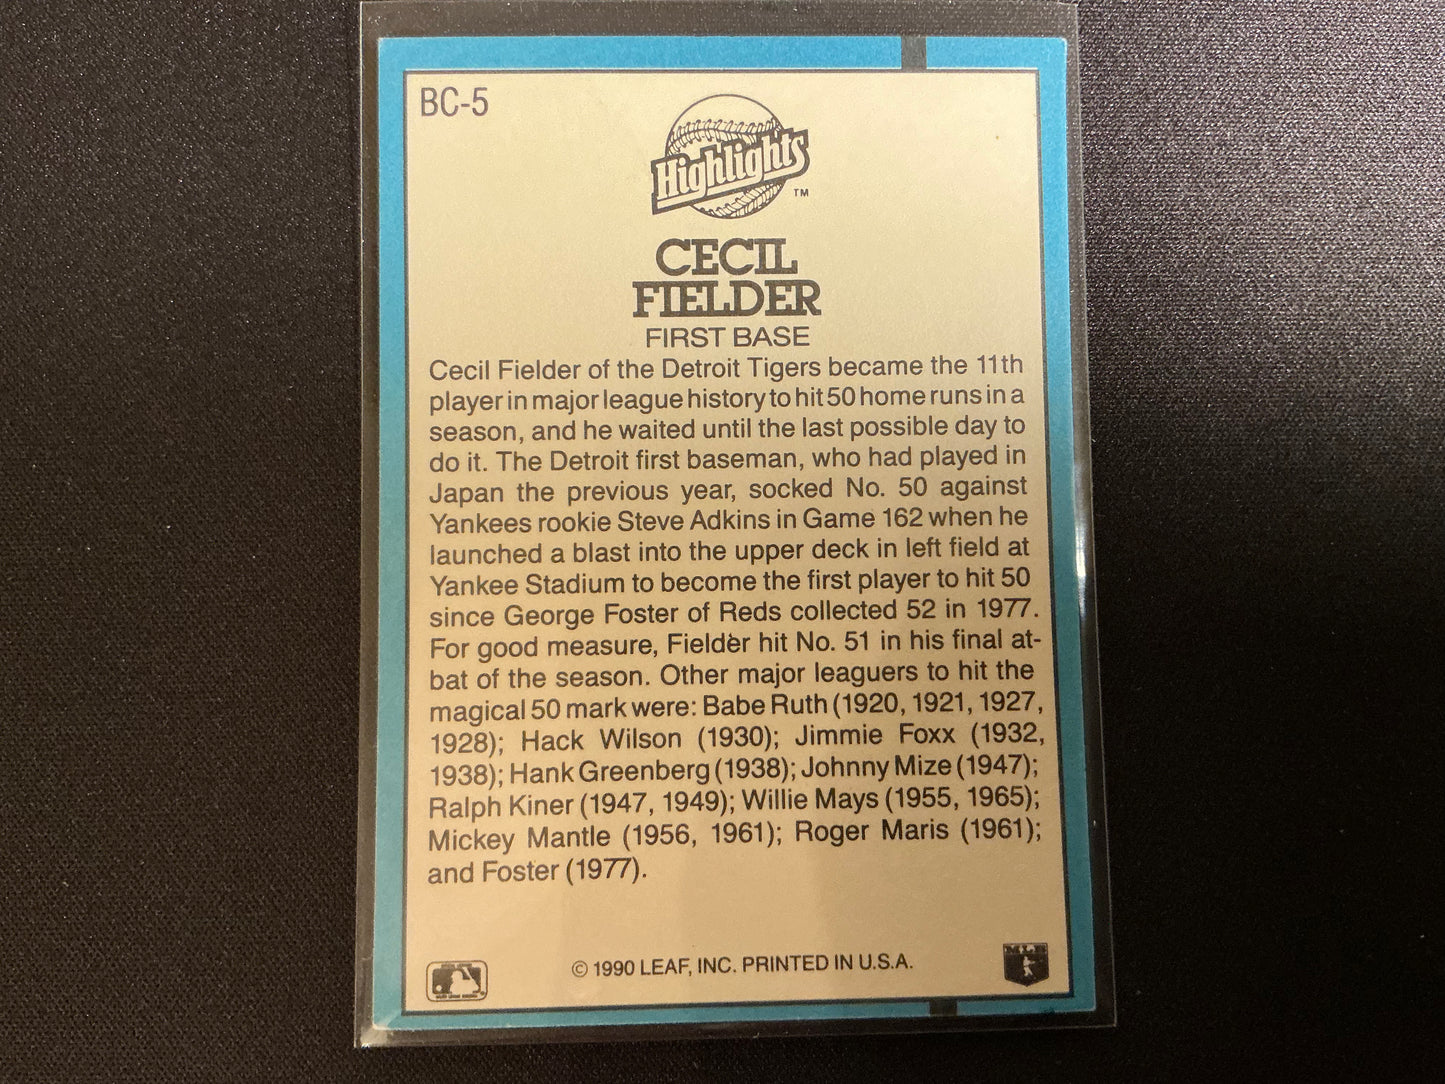 BC-5
Highlights
TM
CECIL
FIELDER
FIRST BASE
Cecil Fielder of the Detroit Tigers became the 11th
player in major league history to hit 50 home runs in a
season, and he waited until the last possible day to
do it. The Detroit first baseman, who had played in
Japan the previous year, socked No. 50 against
Yankees rookie Steve Adkins in Game 162 when he
launched a blast into the upper deck in left field at
Yankee Stadium to become the first player to hit 50
since George Foster of Reds collected 52 in 1977.
For good measure, Fielder hit No. 51 in his final at-
bat of the season. Other major leaguers to hit the
magical 50 mark were: Babe Ruth (1920, 1921, 1927,
1928); Hack Wilson (1930); Jimmie Foxx (1932,
1938); Hank Greenberg (1938); Johnny Mize (1947);
Ralph Kiner (1947, 1949); Willie Mays (1955, 1965);
Mickey Mantle (1956, 1961); Roger Maris (1961);
and Foster (1977).
© 1990 LEAF, INC. PRINTED IN U.S.A.